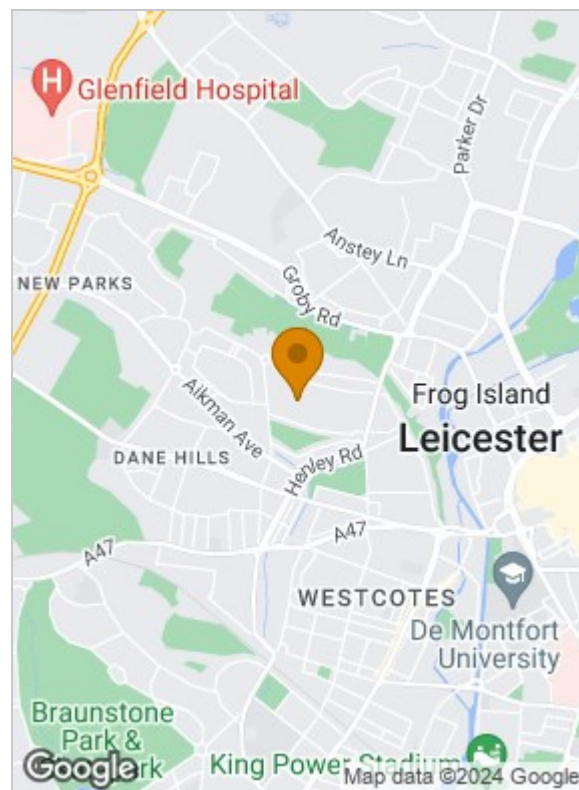 H
Glenfield Hospital
Parker Dr
Anstey Ln
NEW PARKS
Groby Rd
Aikman Ave
Frog Island
Leicester
DANE HILLS
Henley Rd
A47
A47
WESTCOTES
De Montfort
University
Braunstone
Park &
King Power Stadium
Google
Map data ©2024 Google